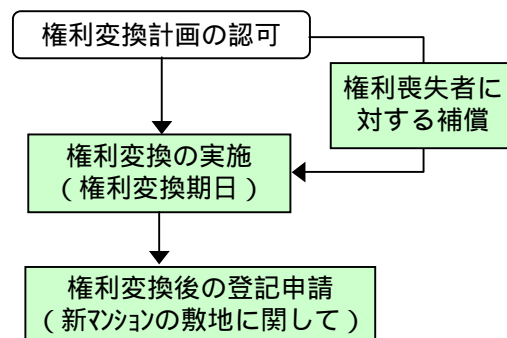 権利変換計画の認可
権利喪失者に
対する補償
権利変換の実施
（権利変換期日）
権利変換後の登記申請
（新ﾏﾝｼｮﾝの敷地に関して）